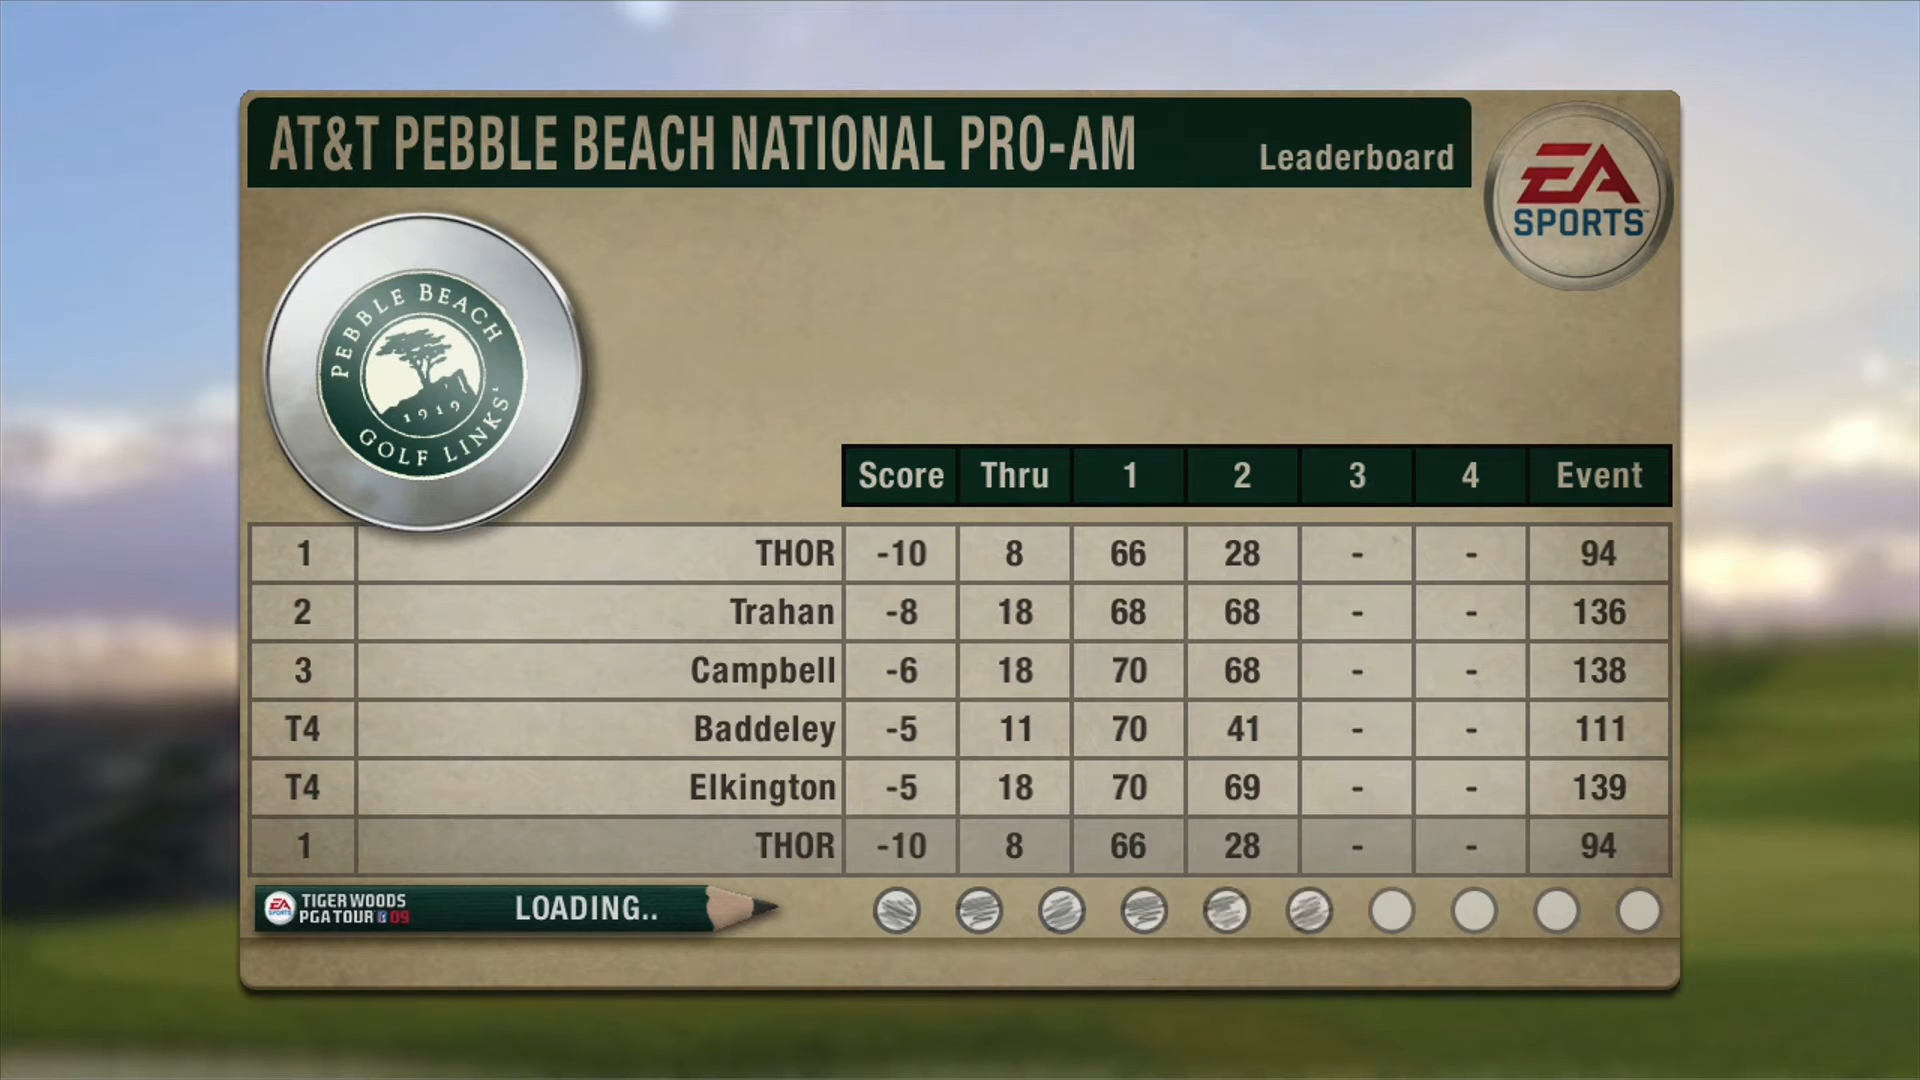 AT&T PEBBLE BEACH NATIONAL PRO-AM Leaderboard
EA
SPORTS
PEBBLE BEACH
1919
GOLF LINKS
Score Thru 1 2 3 4 Event
1 THOR -10 8 66 28 - - 94
2 Trahan -8 18 68 68 - - 136
3 Campbell -6 18 70 68 - - 138
T4 Baddeley -5 11 70 41 - - 111
T4 Elkington -5 18 70 69 - - 139
1 THOR -10 8 66 28 - - 94
EA SPORTS TIGER WOODS
PGA TOUR 09
LOADING..